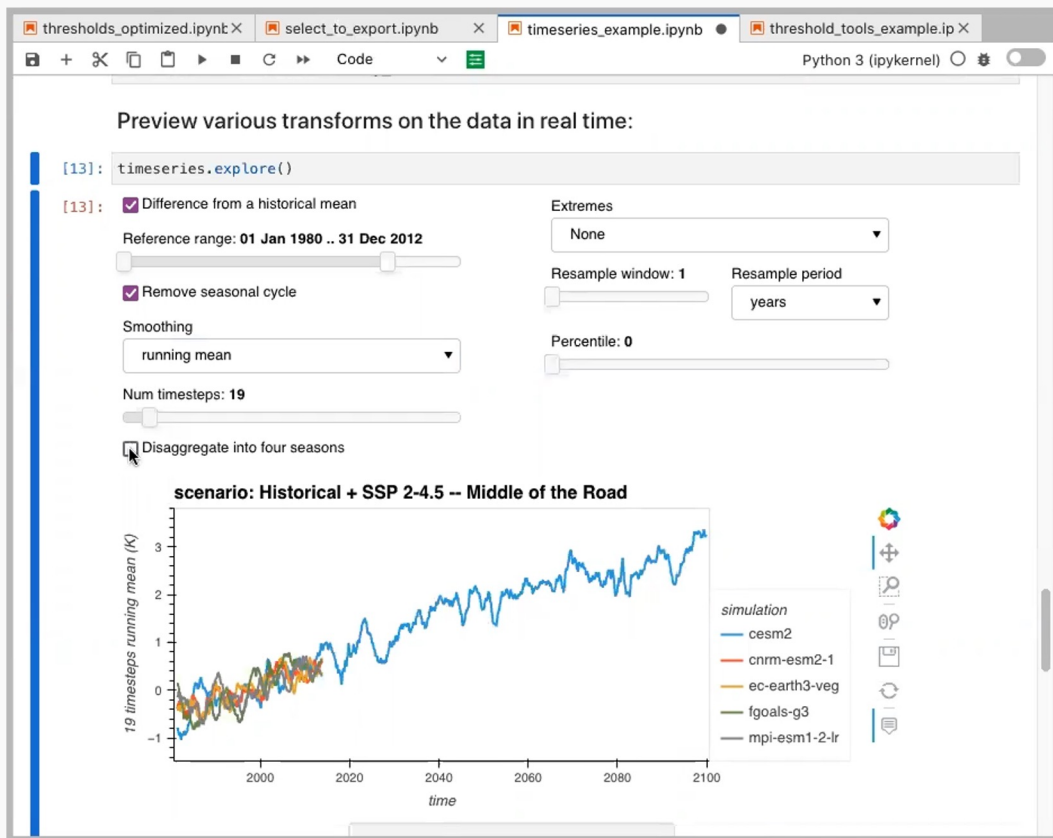 thresholds_optimized.ipynb
select_to_export.ipynb
timeseries_example.ipynb
threshold_tools_example.ip
Code
Python 3 (ipykernel)
Preview various transforms on the data in real time:
[13]: timeseries.explore()
[13]:
Difference from a historical mean
Reference range: 01 Jan 1980 .. 31 Dec 2012
Remove seasonal cycle
Smoothing
running mean
Num timesteps: 19
Disaggregate into four seasons
Extremes
None
Resample window: 1
Resample period
years
Percentile: 0
scenario: Historical + SSP 2-4.5 -- Middle of the Road
19 timesteps running mean (K)
3
2
1
0
−1
2000 2020 2040 2060 2080 2100
time
simulation
cesm2
cnrm-esm2-1
ec-earth3-veg
fgoals-g3
mpi-esm1-2-lr